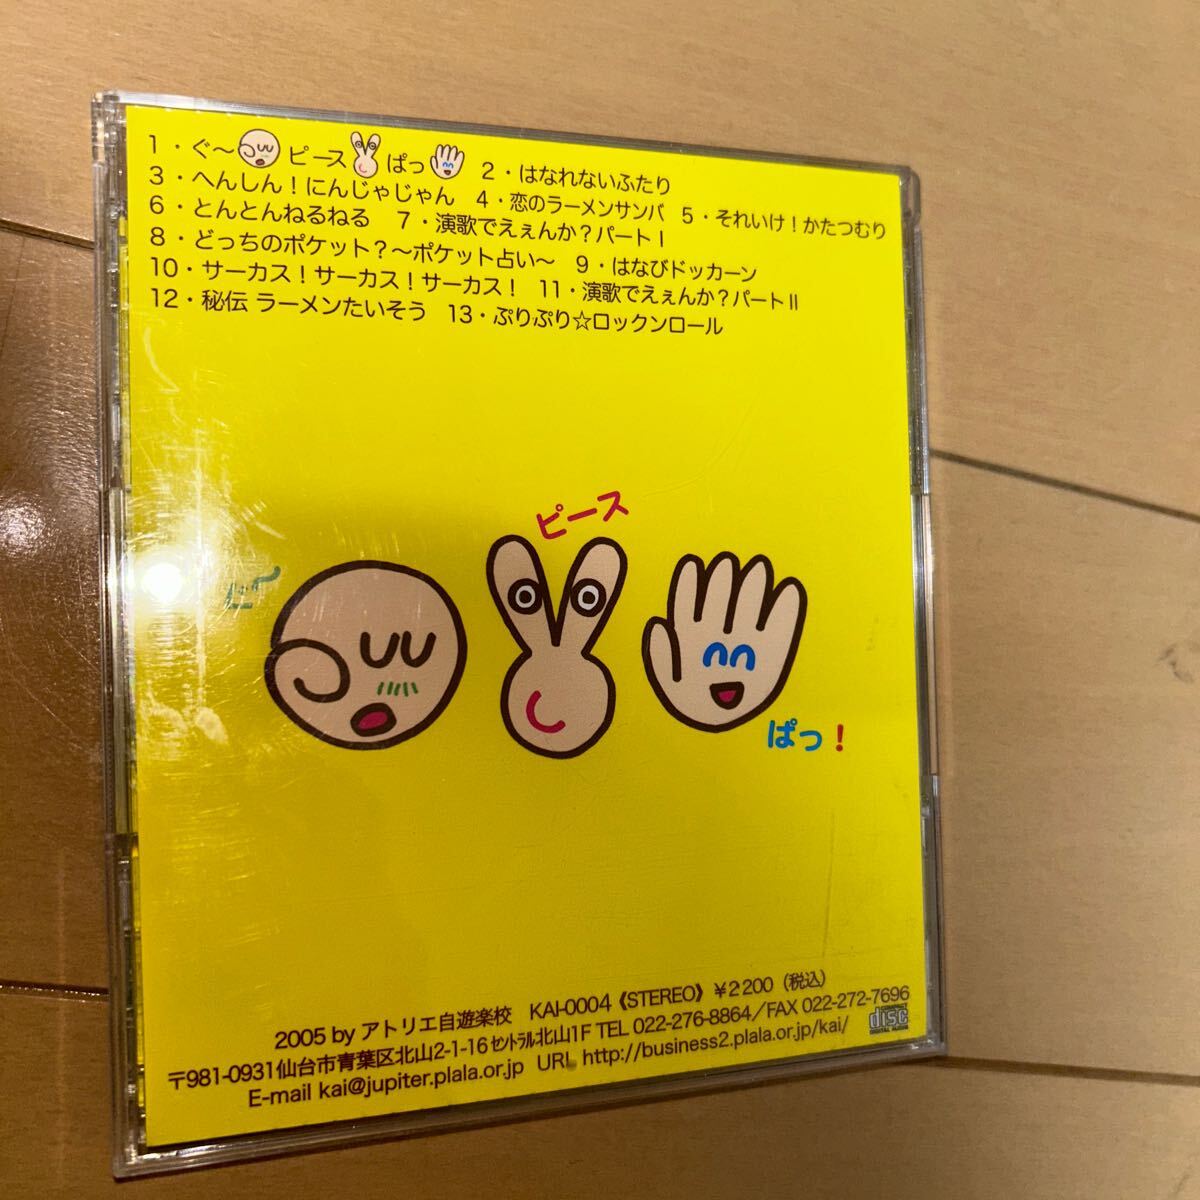 1・ぐ〜 ピース ぱっ 2・はなれないふたり
3・へんしん！にんじゃじゃん 4・恋のラーメンサンバ 5・それいけ！かたつむり
6・とんとんねるねる 7・演歌でえぇんか？パートⅠ
8・どっちのポケット？〜ポケット占い〜 9・はなびドッカーン
10・サーカス！サーカス！サーカス！ 11・演歌でえぇんか？パートⅡ
12・秘伝 ラーメンたいそう 13・ぷりぷり☆ロックンロール
ピース
ぱっ！
2005 by アトリエ自遊楽校 KAI-0004《STEREO》¥2200（税込）
〒981-0931仙台市青葉区北山2-1-16セントラル北山1F TEL 022-276-8864／FAX 022-272-7696
E-mail kai@jupiter.plala.or.jp URL http://business2.plala.or.jp/kai/
COMPACT
disc
DIGITAL AUDIO